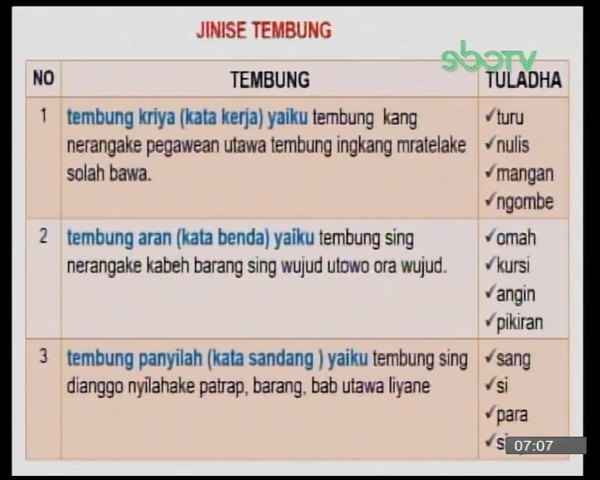 JINISE TEMBUNG
sbotv
NO TEMBUNG TULADHA
1 tembung kriya (kata kerja) yaiku tembung kang
nerangake pegawean utawa tembung ingkang mratelake
solah bawa.
✓turu
✓nulis
✓mangan
✓ngombe
2 tembung aran (kata benda) yaiku tembung sing
nerangake kabeh barang sing wujud utowo ora wujud.
✓omah
✓kursi
✓angin
✓pikiran
3 tembung panyilah (kata sandang ) yaiku tembung sing
dianggo nyilahake patrap, barang, bab utawa liyane
✓sang
✓si
✓para
07:07